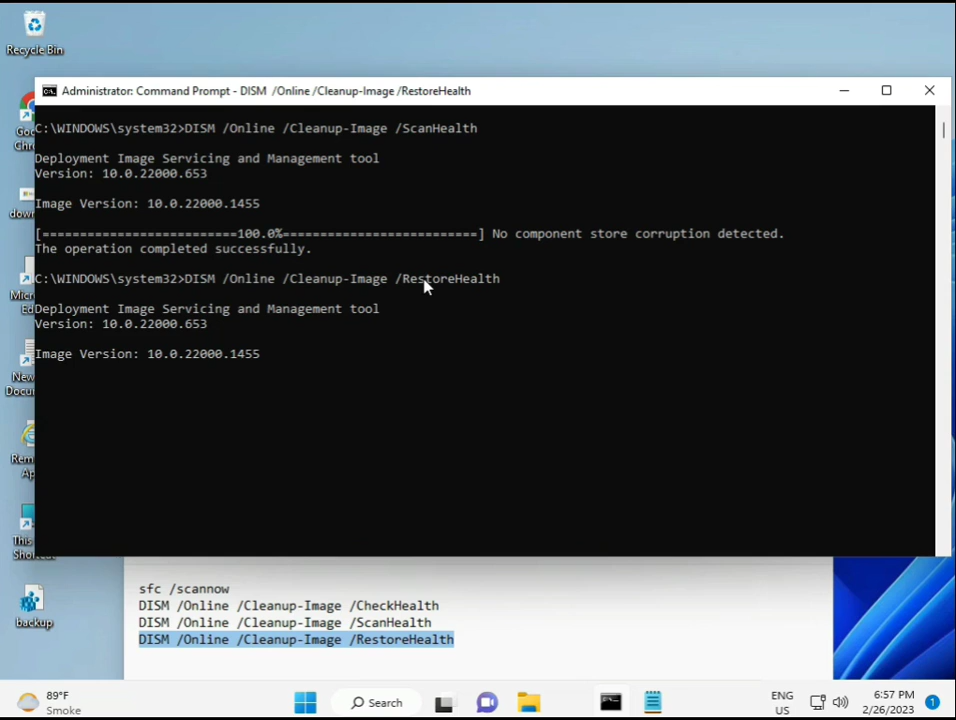 Recycle Bin
Administrator: Command Prompt - DISM /Online /Cleanup-Image /RestoreHealth
C:\WINDOWS\system32>DISM /Online /Cleanup-Image /ScanHealth
Deployment Image Servicing and Management tool
Version: 10.0.22000.653
Image Version: 10.0.22000.1455
[==========================100.0%==========================] No component store corruption detected.
The operation completed successfully.
C:\WINDOWS\system32>DISM /Online /Cleanup-Image /RestoreHealth
Deployment Image Servicing and Management tool
Version: 10.0.22000.653
Image Version: 10.0.22000.1455
backup
sfc /scannow
DISM /Online /Cleanup-Image /CheckHealth
DISM /Online /Cleanup-Image /ScanHealth
DISM /Online /Cleanup-Image /RestoreHealth
89°F
Smoke
Search
ENG
US
6:57 PM
2/26/2023
1